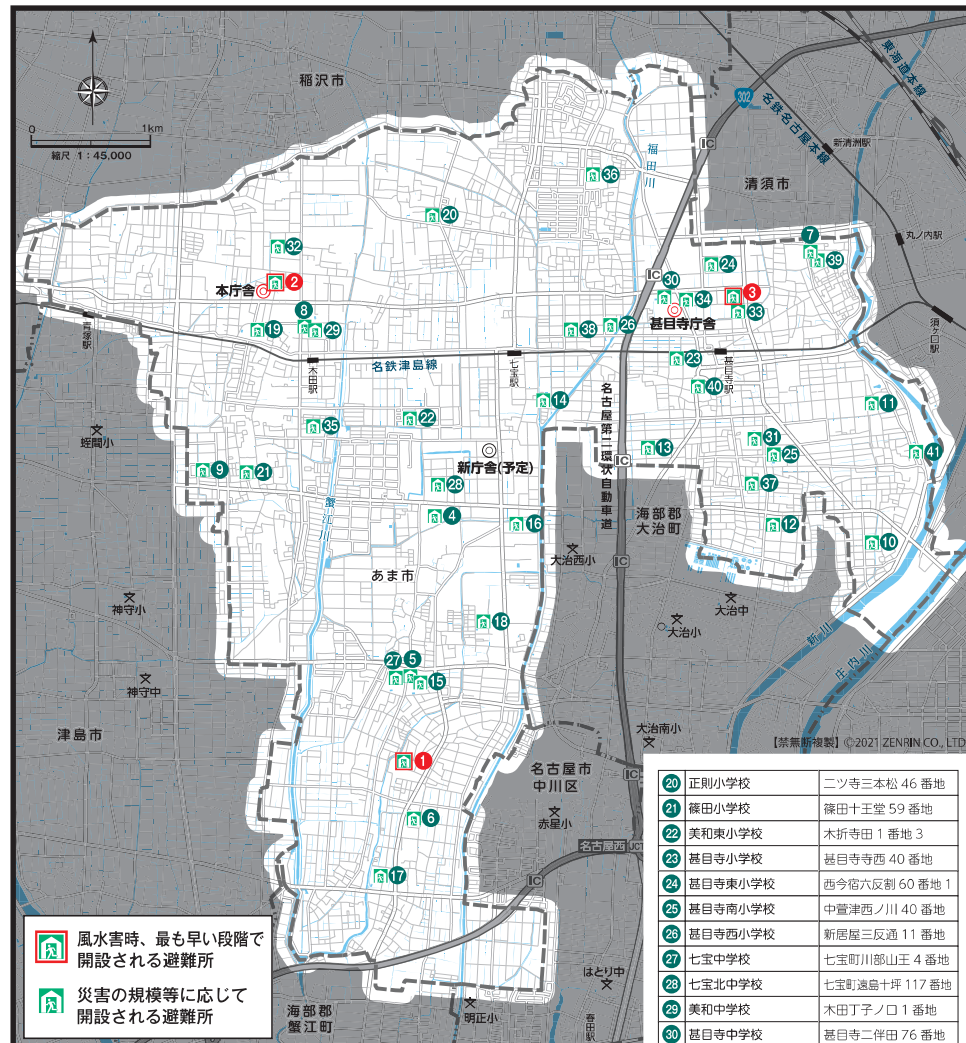 稲沢市
0 1km
縮尺 1：45,000
東海道本線
302
名鉄名古屋本線
新清洲駅
IC
福田川
清須市
36
20
32
7
39
丸ノ内駅
24
2
本庁舎
IC
30
34
3
33
甚目寺庁舎
8
19
29
38
26
青塚駅
須ケ口駅
名鉄津島線
木田駅
七宝駅
23
甚目寺駅
40
14
11
名古屋第二環状自動車道
35
22
31
蛭間小
13
25
41
新庁舎(予定)
IC
9
21
28
37
蟹江川
4
16
海部郡
大治町
12
10
大治西小
IC
あま市
神守小
大治中
18
大治小
新川
庄内川
27
5
15
神守中
津島市
大治南小
【禁無断複製】Ⓒ2021 ZENRIN CO., LTD
1
名古屋市
中川区
IC
6
赤星小
名古屋西 JCT
17
IC
はとり中
海部郡
蟹江町
明正小
春田駅
風水害時、最も早い段階で
開設される避難所
災害の規模等に応じて
開設される避難所
20 正則小学校 二ツ寺三本松 46 番地
21 篠田小学校 篠田十王堂 59 番地
22 美和東小学校 木折寺田 1 番地 3
23 甚目寺小学校 甚目寺寺西 40 番地
24 甚目寺東小学校 西今宿六反割 60 番地 1
25 甚目寺南小学校 中萱津西ノ川 40 番地
26 甚目寺西小学校 新居屋三反通 11 番地
27 七宝中学校 七宝町川部山王 4 番地
28 七宝北中学校 七宝町遠島十坪 117 番地
29 美和中学校 木田丁子ノ口 1 番地
30 甚目寺中学校 甚目寺二伴田 76 番地